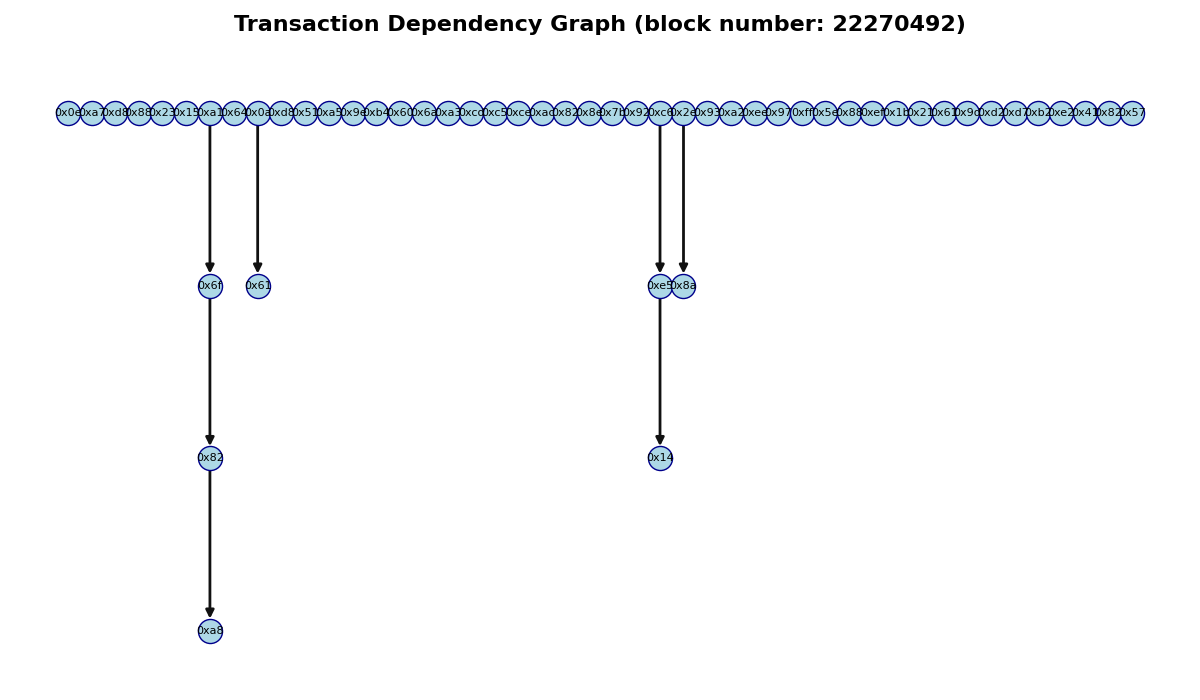 Transaction Dependency Graph (block number: 22270492)
0x0e 0xa7 0xd8 0x88 0x23 0x15 0xa1 0x64 0x0a 0xd8 0x51 0xa5 0x9e 0xb4 0x60 0x6a 0xa3 0xcd 0xc5 0xce 0xad 0x82 0x8e 0x7b 0x92 0xc6 0x2e 0x93 0xa2 0xee 0x97 0xff 0x5e 0x88 0xef 0x1b 0x21 0x61 0x9c 0xd2 0xd7 0xb2 0xe2 0x41 0x82 0x57
0x6f 0x61 0xe5 0x8a
0x82 0x14
0xa8